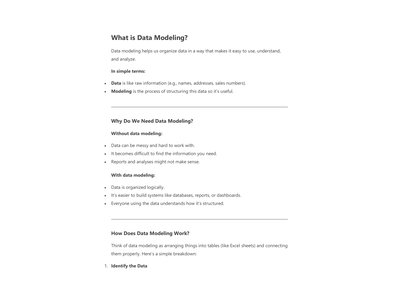 What is Data Modeling?
Data modeling helps us organize data in a way that makes it easy to use, understand,
and analyze.
In simple terms:
• Data is like raw information (e.g., names, addresses, sales numbers).
• Modeling is the process of structuring this data so it's useful.
Why Do We Need Data Modeling?
Without data modeling:
• Data can be messy and hard to work with.
• It becomes difficult to find the information you need.
• Reports and analyses might not make sense.
With data modeling:
• Data is organized logically.
• It's easier to build systems like databases, reports, or dashboards.
• Everyone using the data understands how it's structured.
How Does Data Modeling Work?
Think of data modeling as arranging things into tables (like Excel sheets) and connecting
them properly. Here's a simple breakdown:
1. Identify the Data